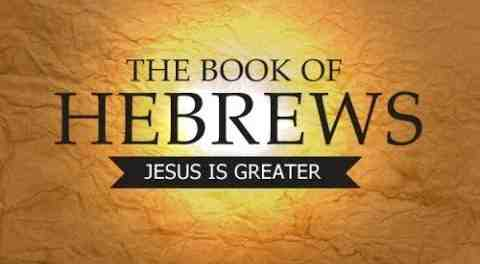 THE BOOK OF
HEBREWS
JESUS IS GREATER